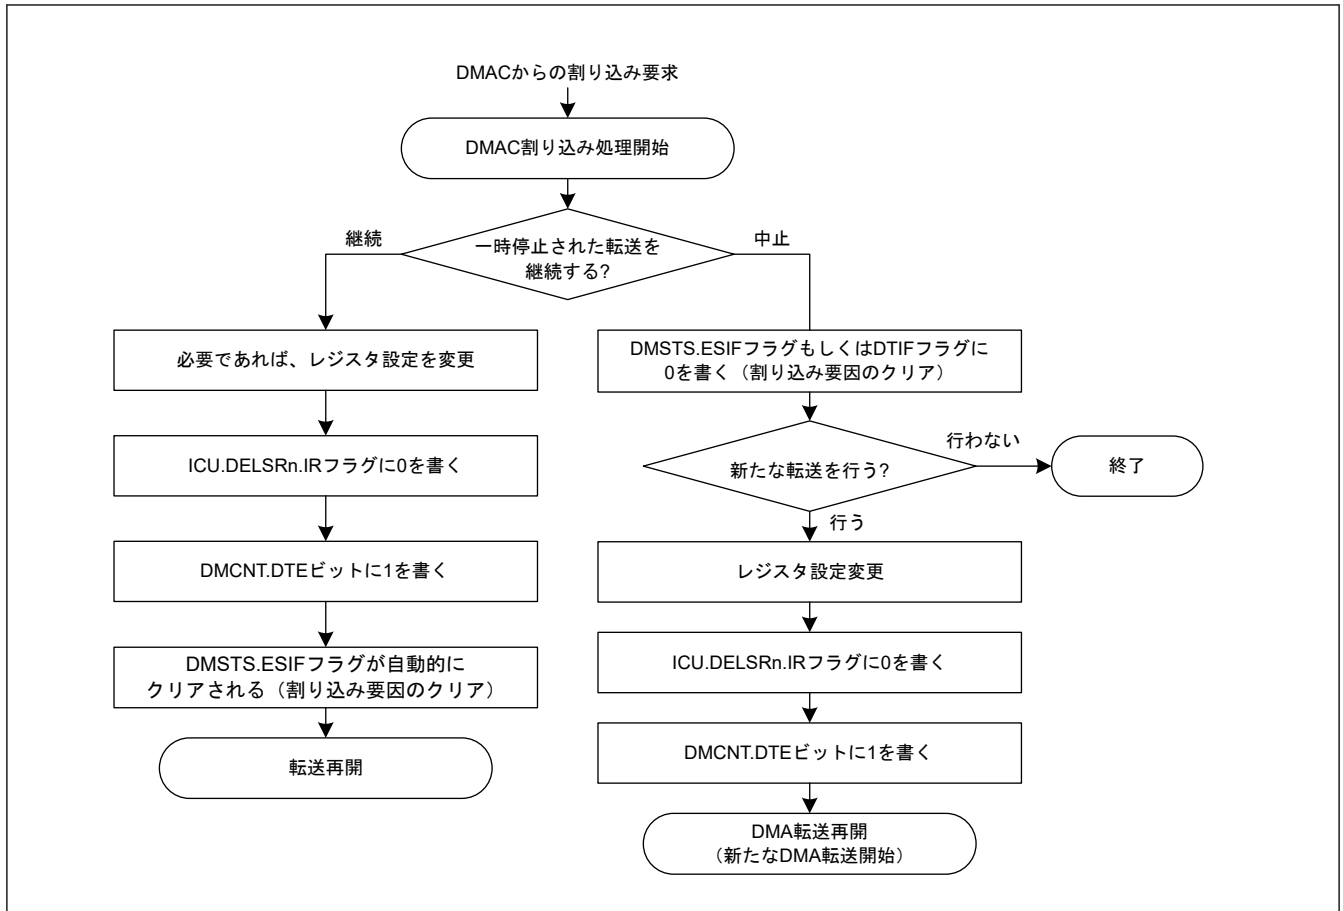 DMACからの割り込み要求
DMAC割り込み処理開始
一時停止された転送を
継続する?
継続
中止
必要であれば、レジスタ設定を変更
ICU.DELSRn.IRフラグに0を書く
DMCNT.DTEビットに1を書く
DMSTS.ESIFフラグが自動的に
クリアされる（割り込み要因のクリア）
転送再開
DMSTS.ESIFフラグもしくはDTIFフラグに
0を書く（割り込み要因のクリア）
新たな転送を行う?
行わない
終了
行う
レジスタ設定変更
ICU.DELSRn.IRフラグに0を書く
DMCNT.DTEビットに1を書く
DMA転送再開
（新たなDMA転送開始）